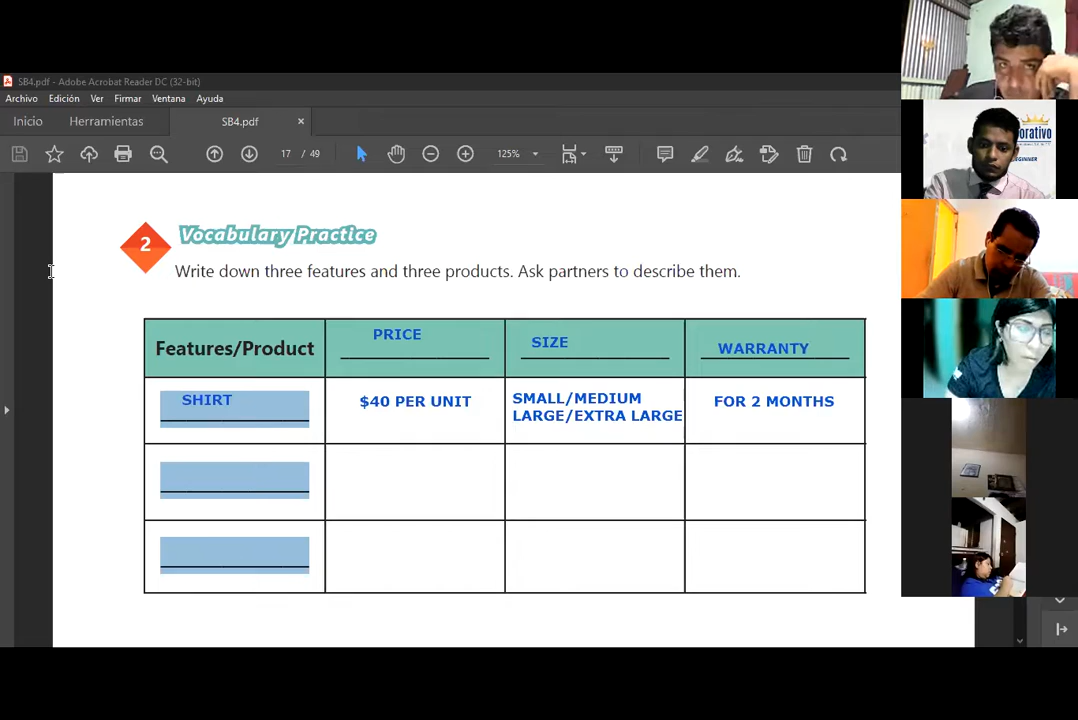 SB4.pdf - Adobe Acrobat Reader DC (32-bit)
Archivo Edición Ver Firmar Ventana Ayuda
Inicio Herramientas SB4.pdf ×
17 / 49 125%
2 Vocabulary Practice
Write down three features and three products. Ask partners to describe them.
Features/Product PRICE SIZE WARRANTY
SHIRT $40 PER UNIT SMALL/MEDIUM FOR 2 MONTHS
LARGE/EXTRA LARGE
orativo
EGINNER